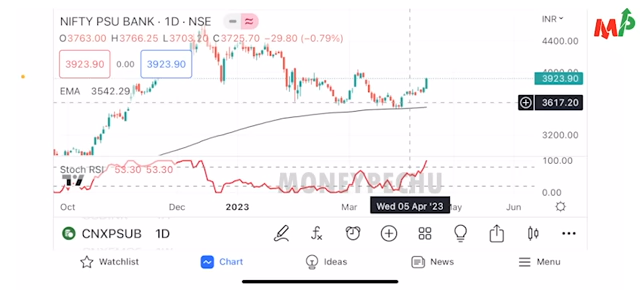 NIFTY PSU BANK · 1D · NSE
INR
MP
O3763.00 H3766.25 L3703.20 C3725.70 -29.80 (-0.79%)
4400.00
3923.90 0.00 3923.90
4000.00
3923.90
EMA 3542.29
3617.20
3200.00
100.00
Stoch RSI 53.30 53.30
MONEYPECHU
0.00
Oct Dec 2023 Mar Wed 05 Apr '23 May Jun
CNXPSUB 1D
Watchlist Chart Ideas News Menu